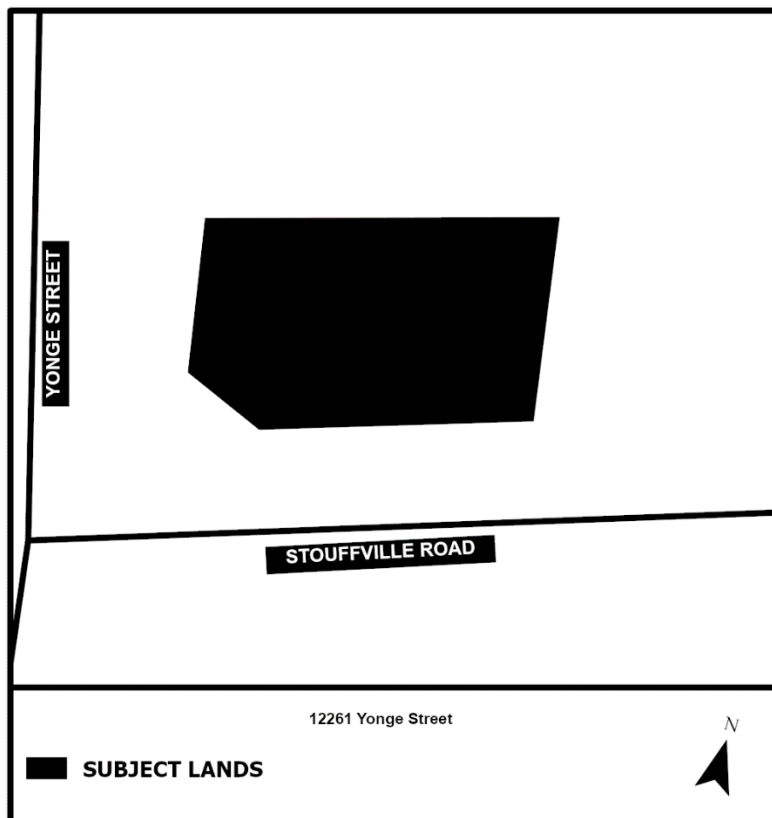 YONGE STREET
STOUFFVILLE ROAD
12261 Yonge Street
N
SUBJECT LANDS